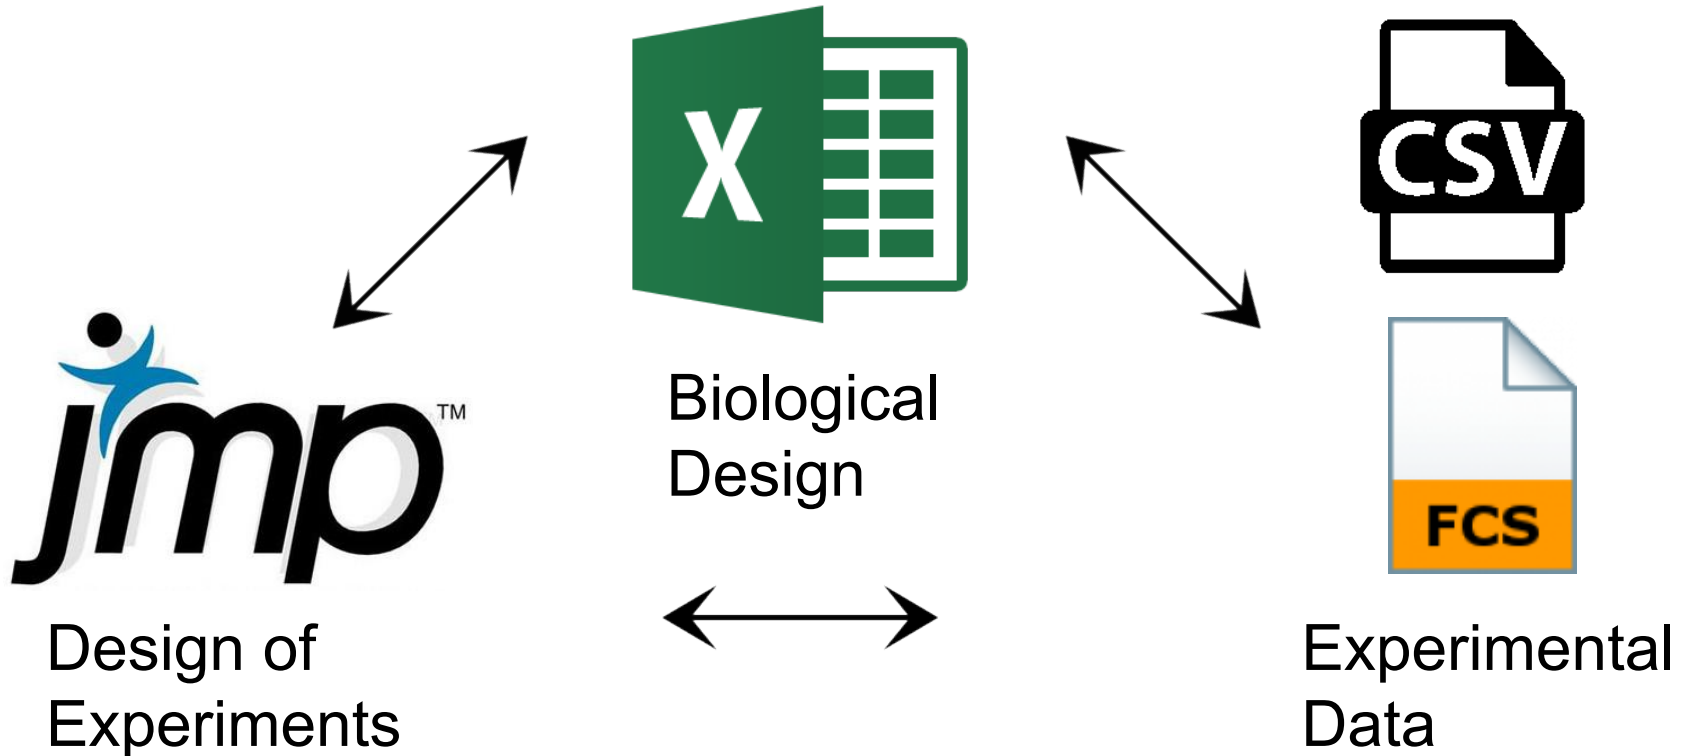 X
CSV
jmp™
Biological
Design
FCS
Design of
Experiments
Experimental
Data